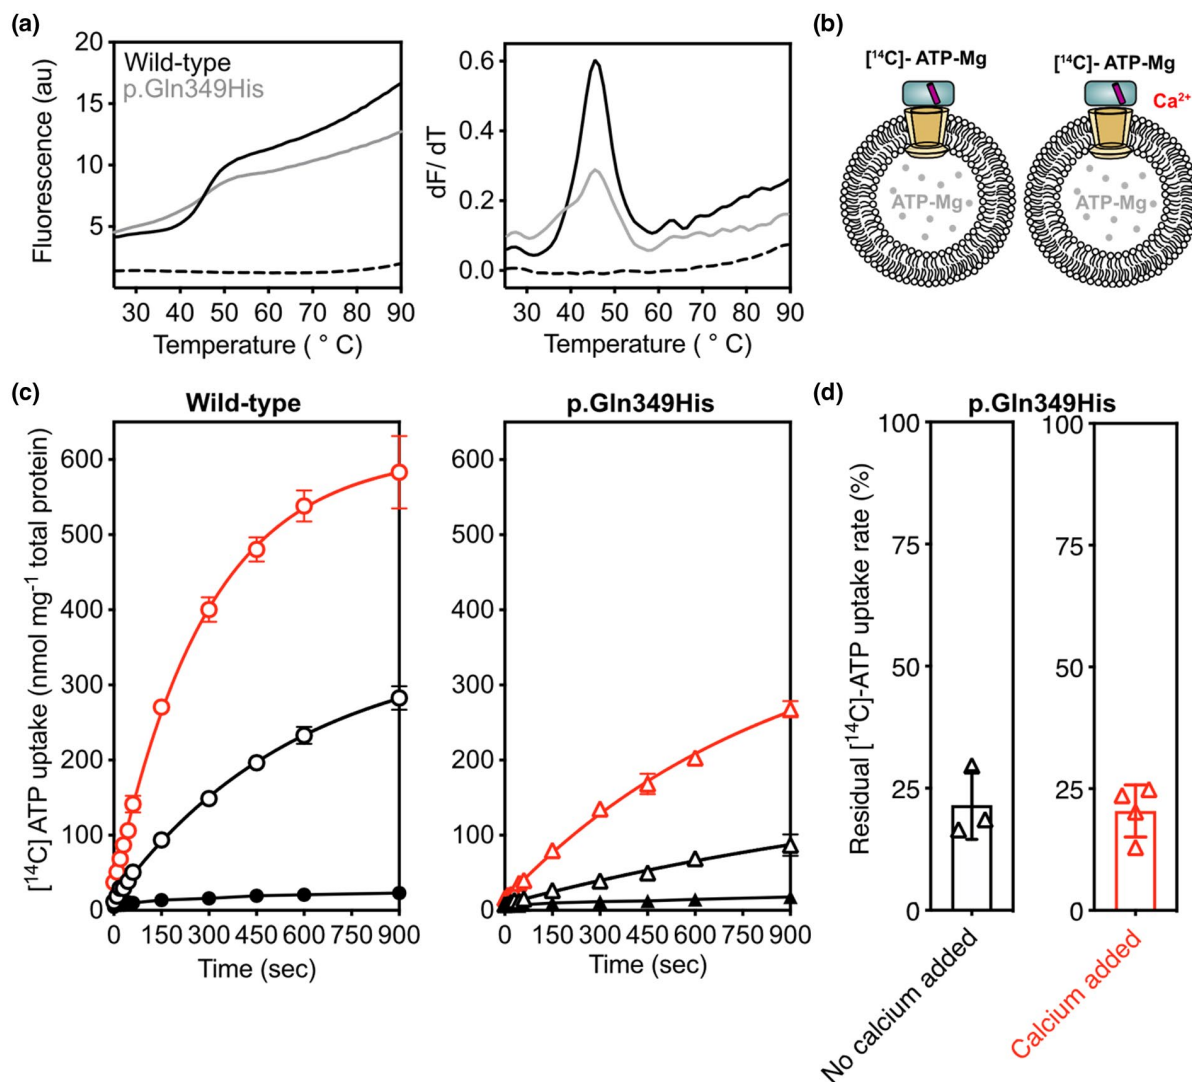 (a)
20
15
10
5
Fluorescence (au)
Wild-type
p.Gln349His
30 40 50 60 70 80 90
Temperature ( ° C)
0.6
0.4
0.2
0.0
dF/ dT
30 40 50 60 70 80 90
Temperature ( ° C)
(b)
[¹⁴C]- ATP-Mg
[¹⁴C]- ATP-Mg
Ca²⁺
ATP-Mg
ATP-Mg
(c)
Wild-type
600
500
400
300
200
100
0
[¹⁴C] ATP uptake (nmol mg⁻¹ total protein)
0 150 300 450 600 750 900
Time (sec)
p.Gln349His
600
500
400
300
200
100
0
0 150 300 450 600 750 900
Time (sec)
(d)
p.Gln349His
100
75
50
25
0
Residual [¹⁴C]-ATP uptake rate (%)
No calcium added
100
75
50
25
0
Calcium added